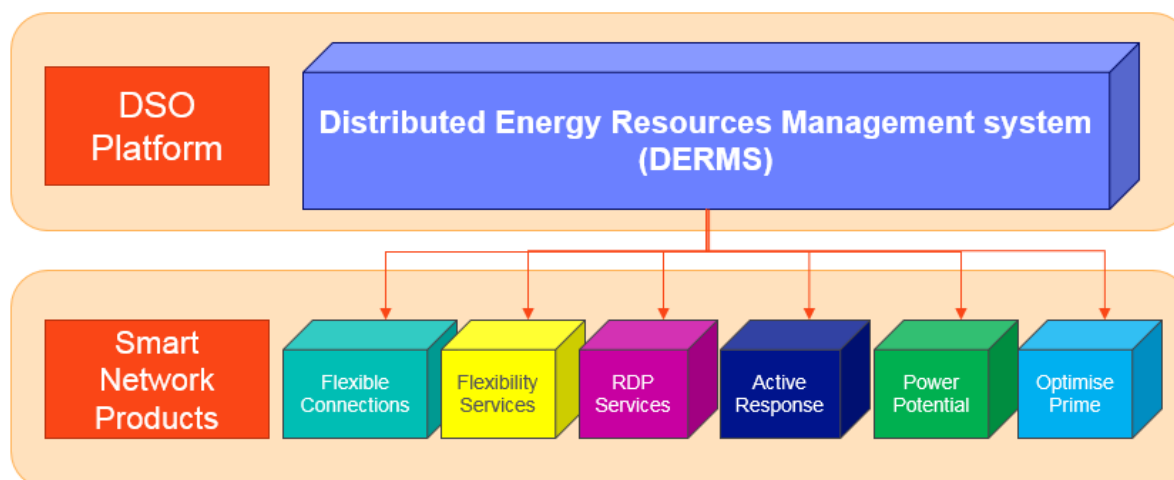 DSO
Platform
Distributed Energy Resources Management system
(DERMS)
Smart
Network
Products
Flexible
Connections
Flexibility
Services
RDP
Services
Active
Response
Power
Potential
Optimise
Prime